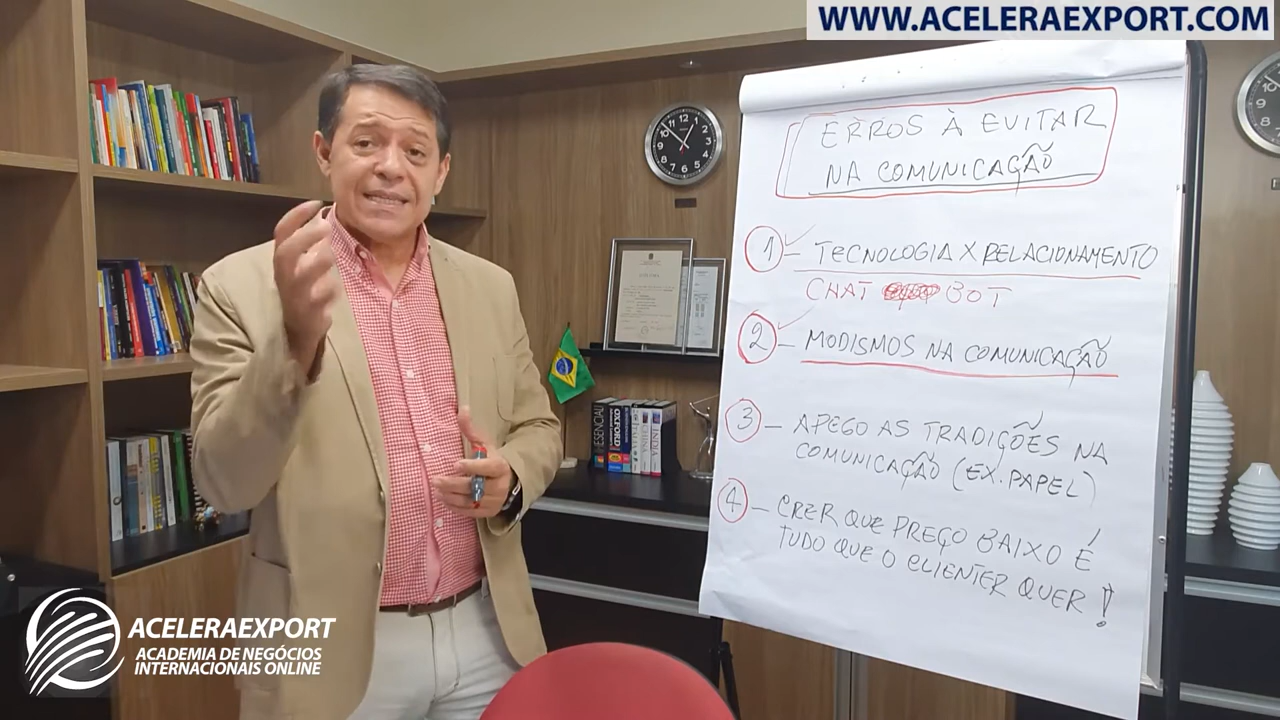 WWW.ACELERAEXPORT.COM
ERROS À EVITAR
NA COMUNICAÇÃO
1 - TECNOLOGIA X RELACIONAMENTO
CHAT BOT
2 - MODISMOS NA COMUNICAÇÃO
3 - APEGO AS TRADIÇÕES NA
COMUNICAÇÃO (EX. PAPEL)
4 - CRER QUE PREÇO BAIXO É
TUDO QUE O CLIENTER QUER!
OXFORD
ACELERAEXPORT
ACADEMIA DE NEGÓCIOS
INTERNACIONAIS ONLINE